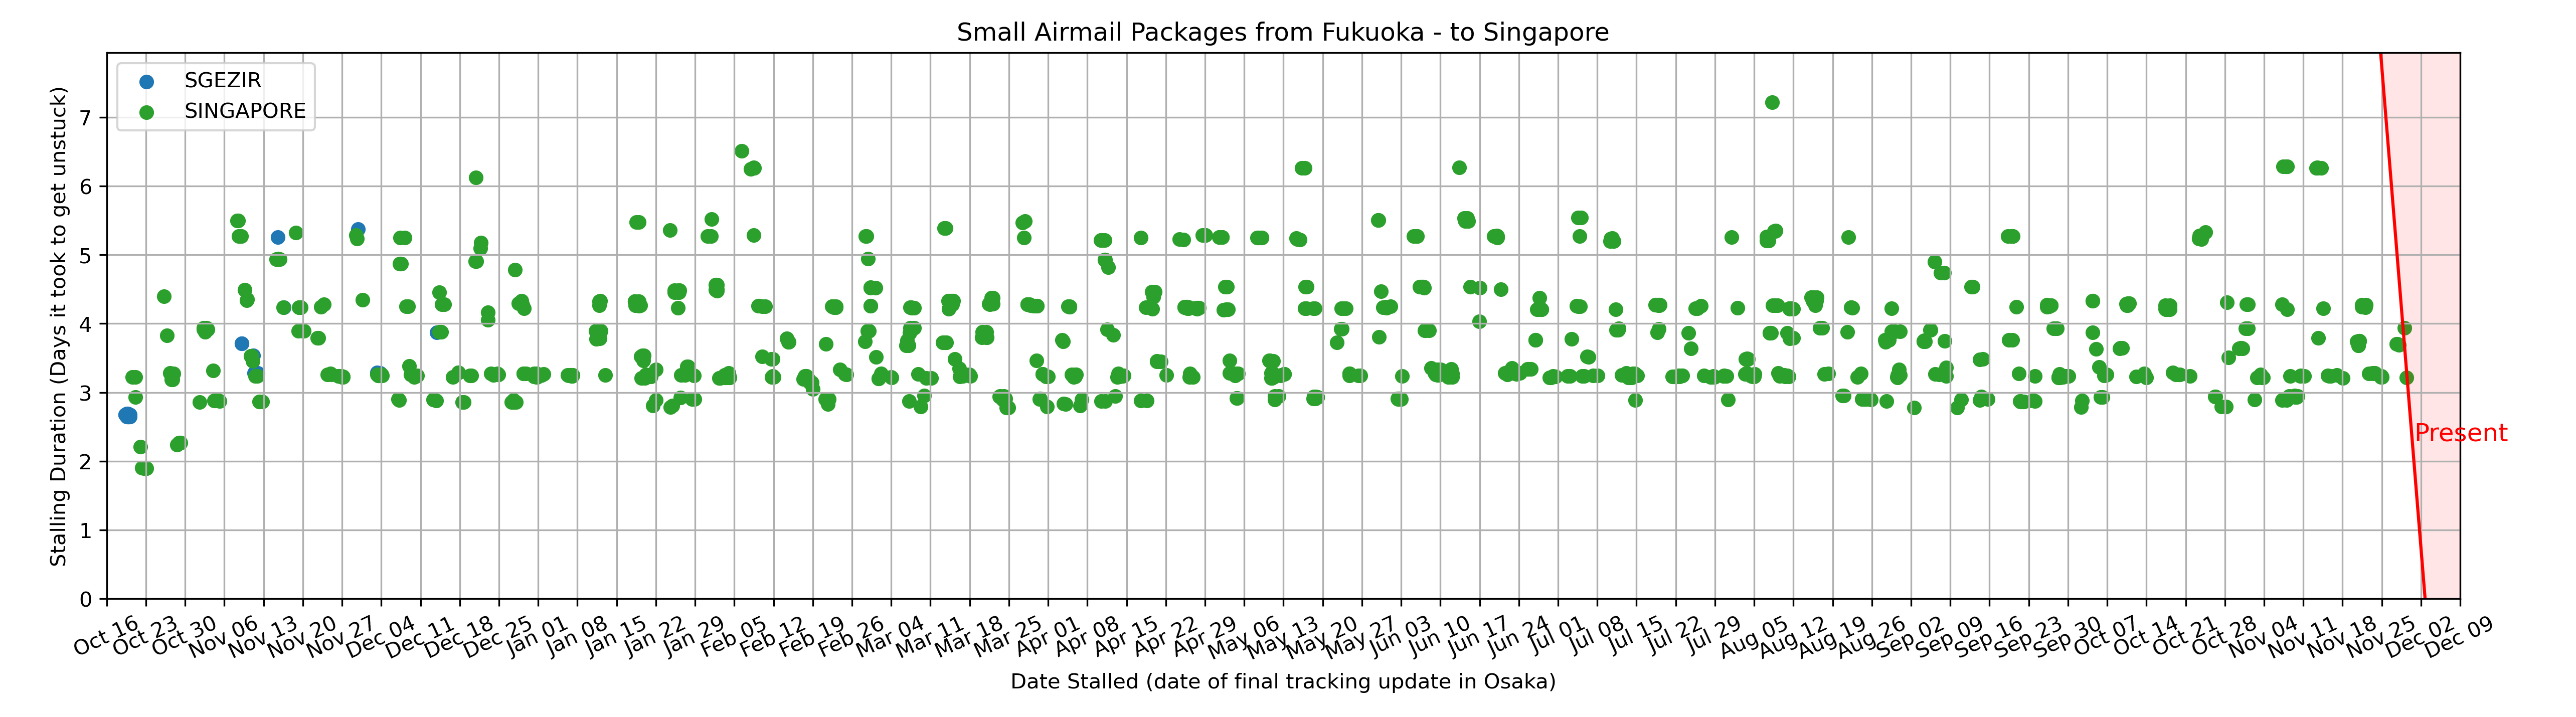 Small Airmail Packages from Fukuoka - to Singapore
SGEZIR
SINGAPORE
Stalling Duration (Days it took to get unstuck)
7
6
5
4
3
2
1
0
Present
Oct 16
Oct 23
Oct 30
Nov 06
Nov 13
Nov 20
Nov 27
Dec 04
Dec 11
Dec 18
Dec 25
Jan 01
Jan 08
Jan 15
Jan 22
Jan 29
Feb 05
Feb 12
Feb 19
Feb 26
Mar 04
Mar 11
Mar 18
Mar 25
Apr 01
Apr 08
Apr 15
Apr 22
Apr 29
May 06
May 13
May 20
May 27
Jun 03
Jun 10
Jun 17
Jun 24
Jul 01
Jul 08
Jul 15
Jul 22
Jul 29
Aug 05
Aug 12
Aug 19
Aug 26
Sep 02
Sep 09
Sep 16
Sep 23
Sep 30
Oct 07
Oct 14
Oct 21
Oct 28
Nov 04
Nov 11
Nov 18
Nov 25
Dec 02
Dec 09
Date Stalled (date of final tracking update in Osaka)